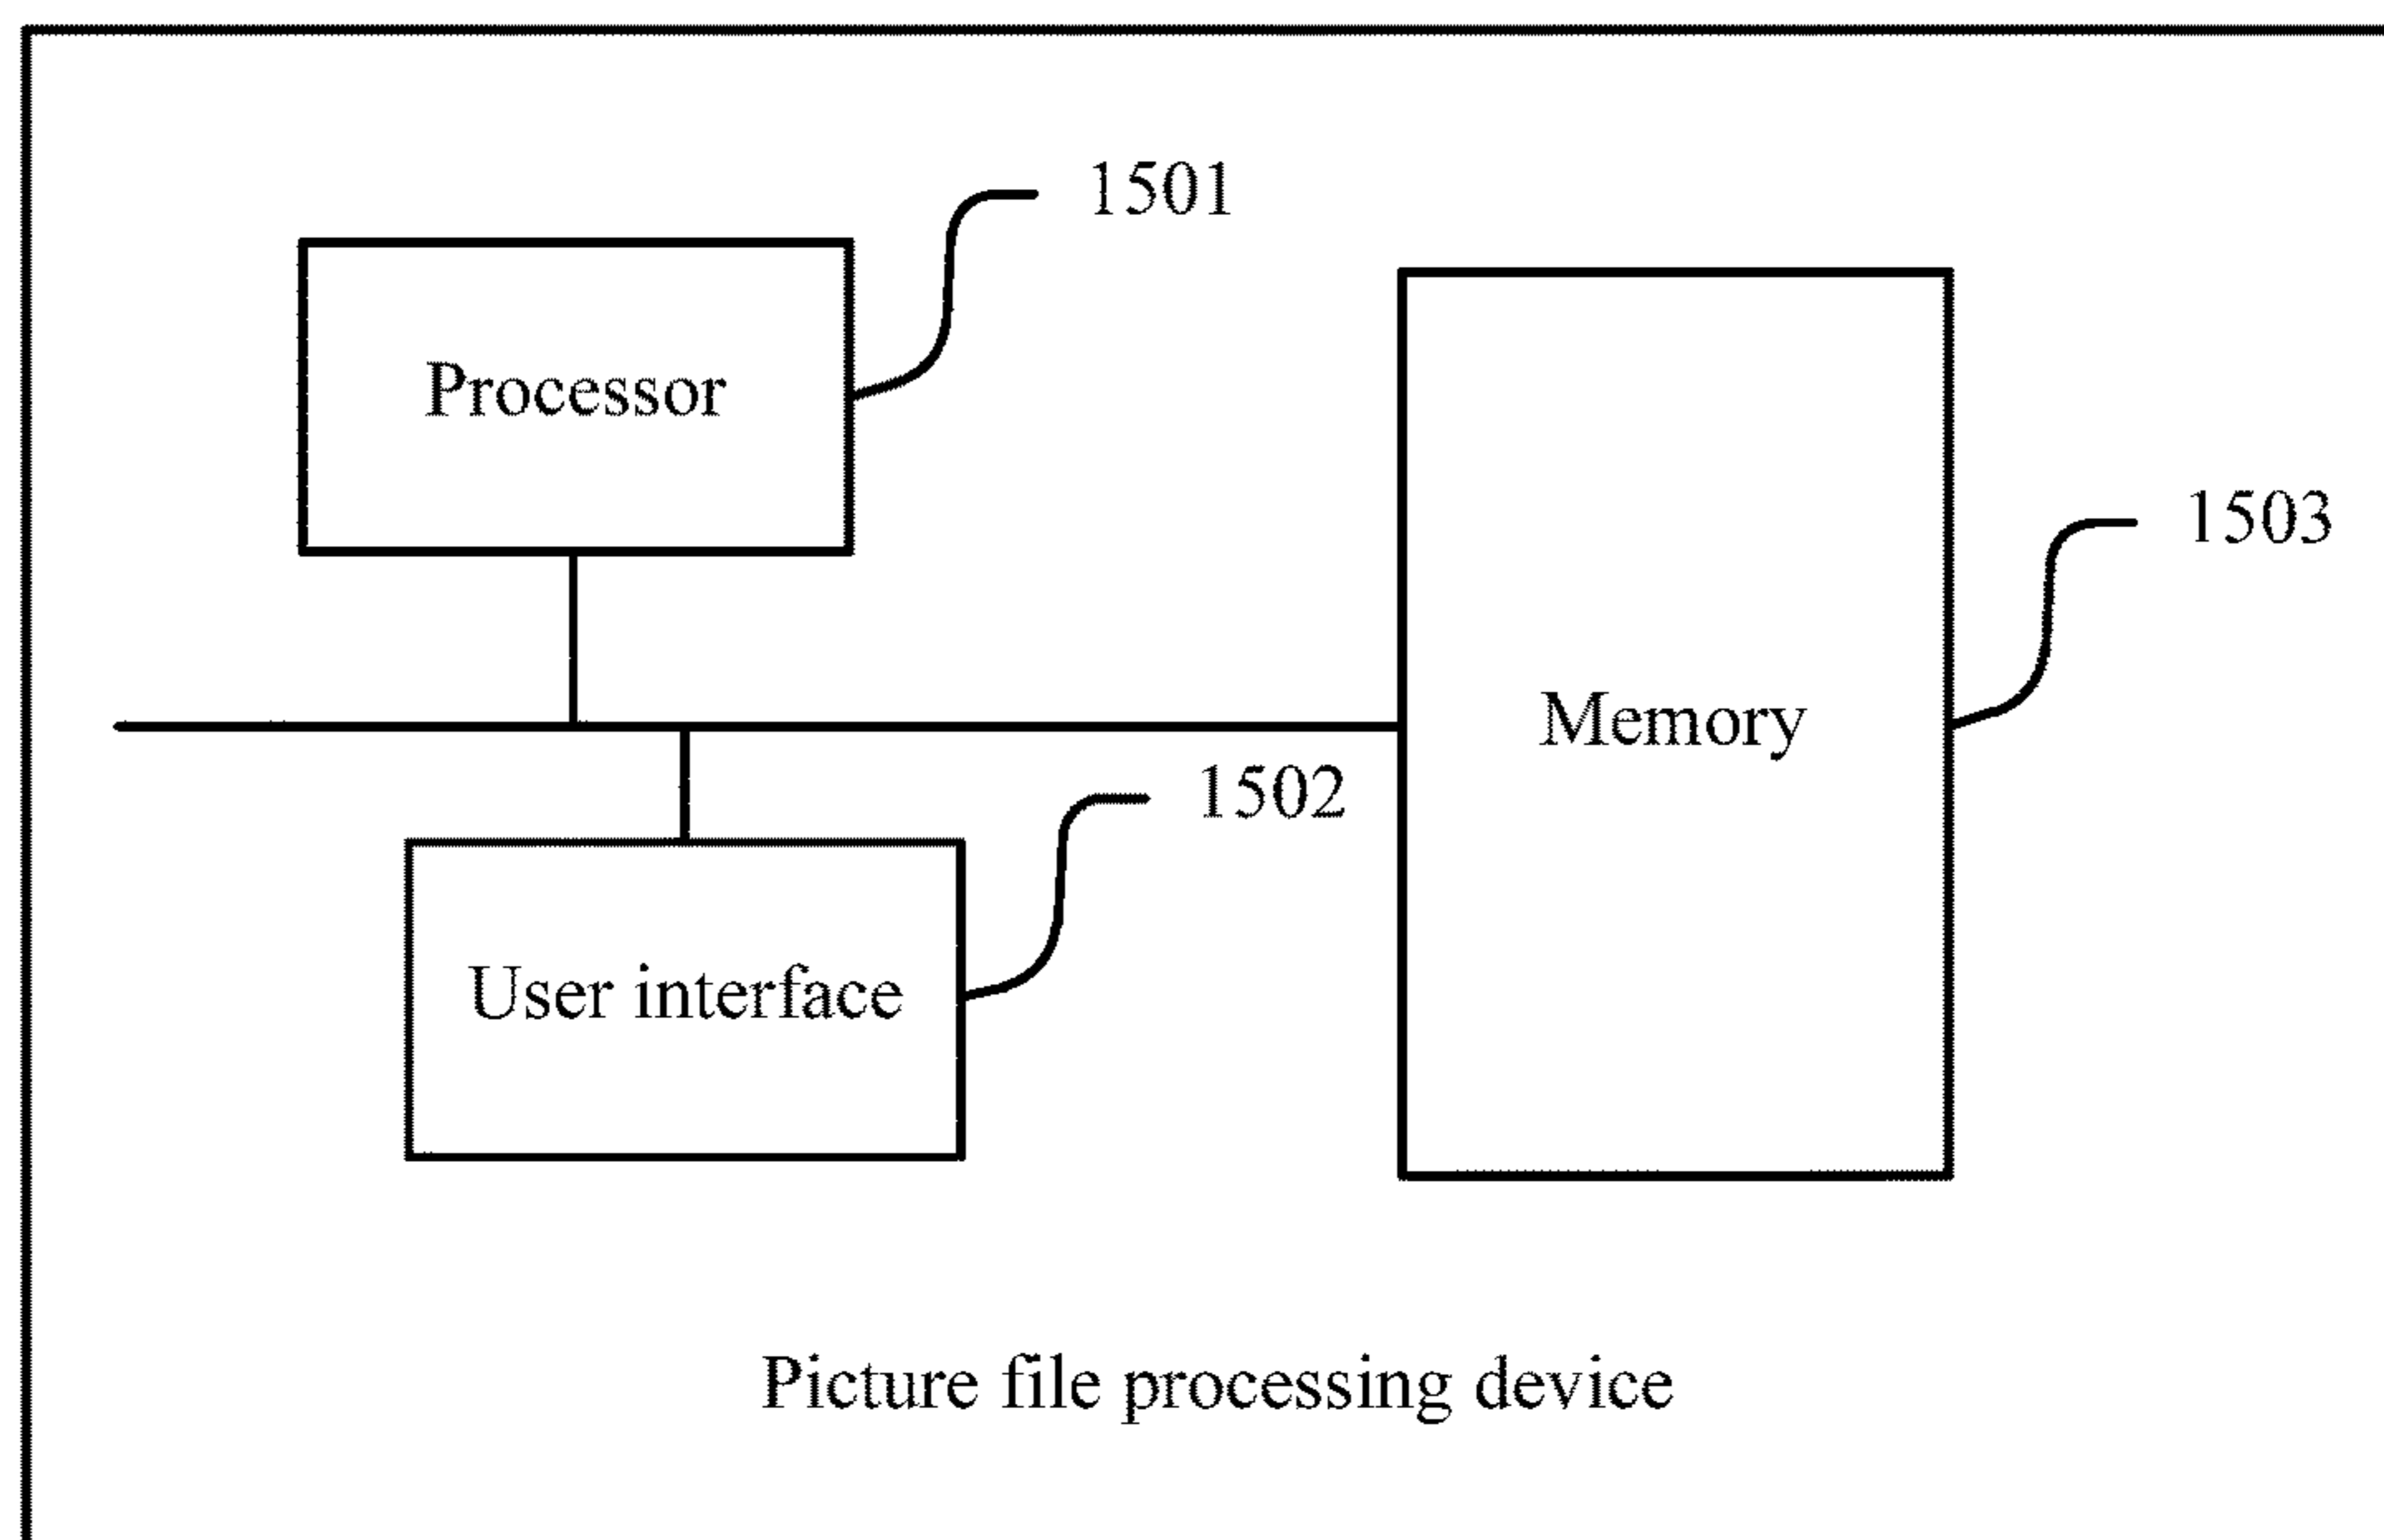 1501
Processor
1503
Memory
1502
User interface
Picture file processing device